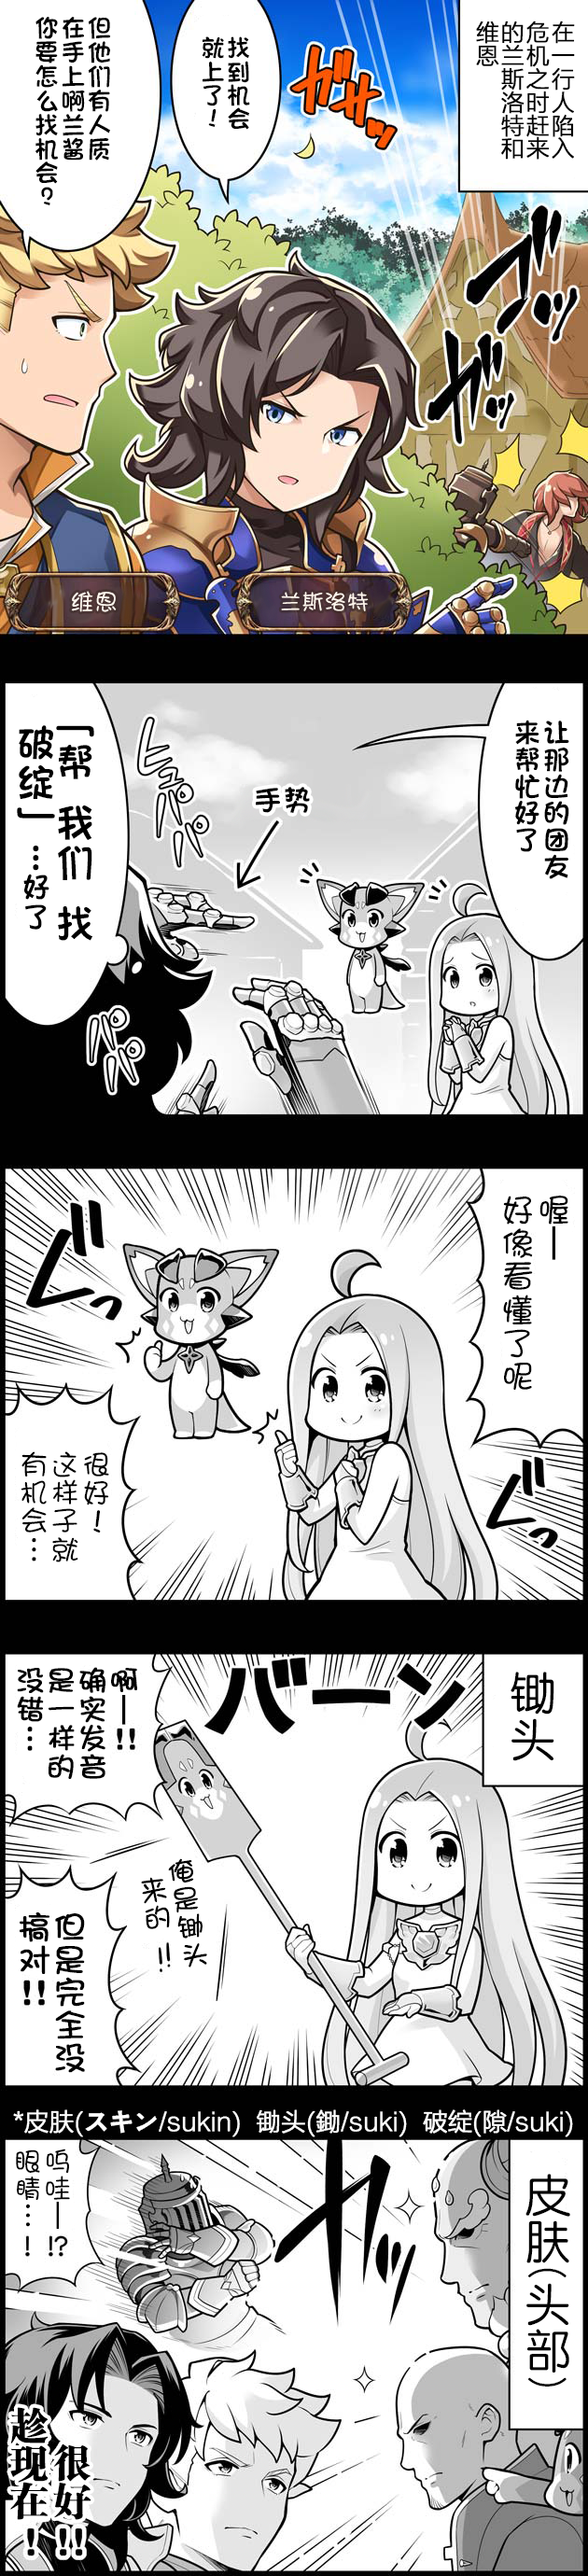 在一行人陷入
危机之时赶来
的兰斯洛特和
维恩
ガサッ
找到机会
就上了！
但他们有人质
在手上啊兰酱
你要怎么找机会？
ブッ
ガッ
维恩
兰斯洛特
让那边的团友
来帮忙好了
手势
ヒュパパッ
「帮 我们 找
破绽」…好了
パパッ
喔ー
好像看懂了呢
ビッ
ビッ
很好！
这样子就
有机会…
锄头
バーン
啊ー!!
确实发音
是一样的
没错…
俺是锄头
来的!!
但是完全没
搞对!!
*皮肤(スキン/sukin) 锄头(鋤/suki) 破绽(隙/suki)
皮肤(头部)
呜哇ー!?
眼睛…！
很好!!
趁现在！